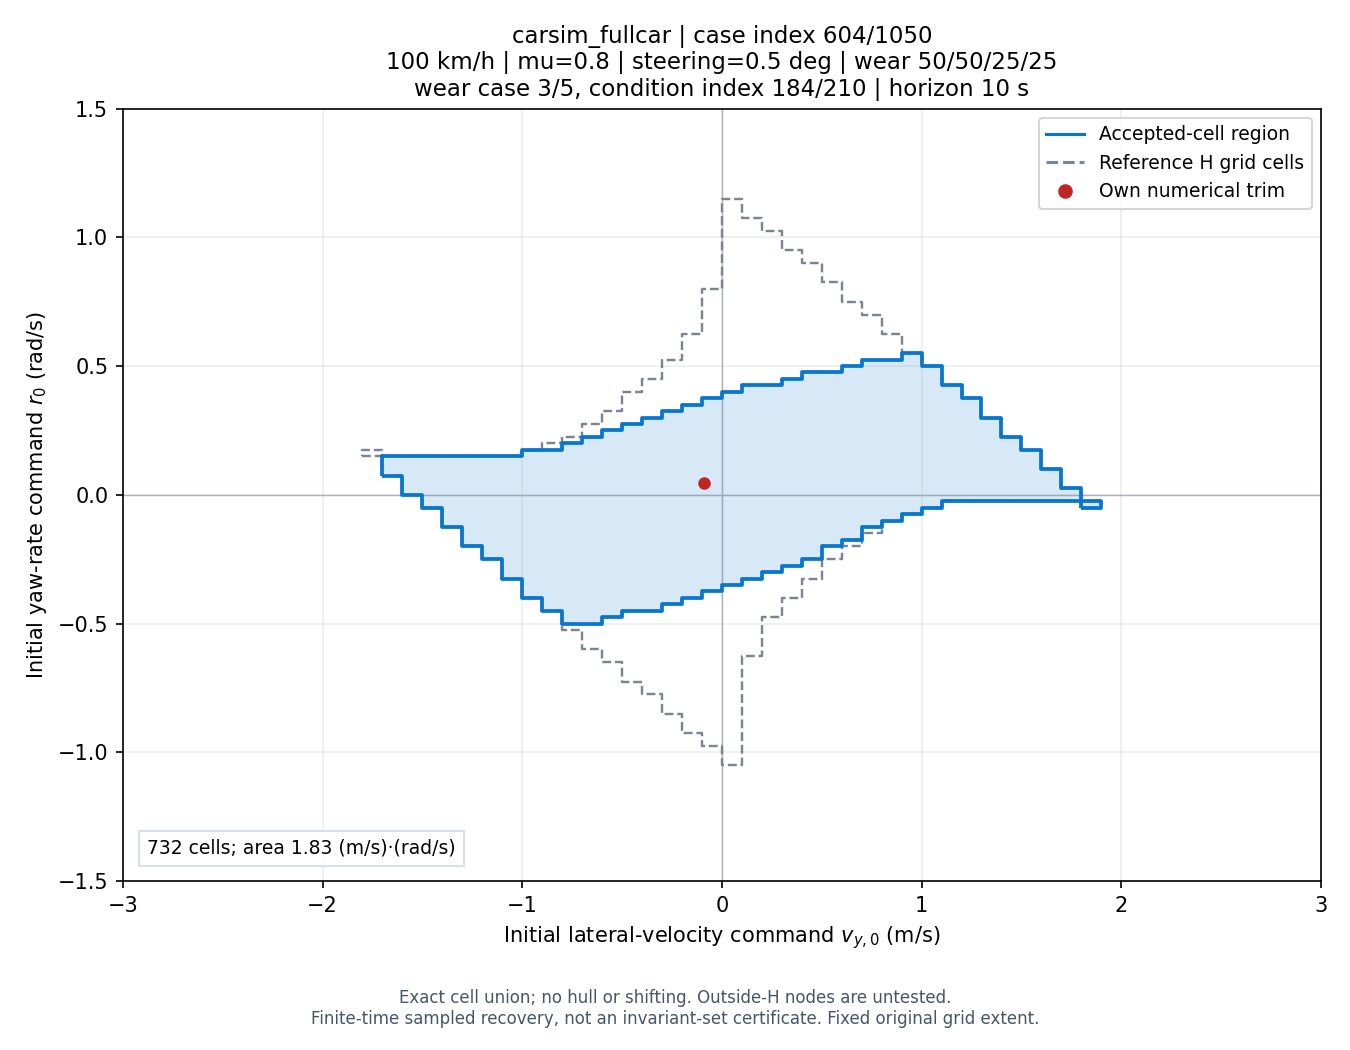 carsim_fullcar | case index 604/1050
100 km/h | mu=0.8 | steering=0.5 deg | wear 50/50/25/25
wear case 3/5, condition index 184/210 | horizon 10 s
1.5
1.0
0.5
0.0
−0.5
−1.0
−1.5
Initial yaw-rate command r0 (rad/s)
Accepted-cell region
Reference H grid cells
Own numerical trim
732 cells; area 1.83 (m/s)·(rad/s)
−3
−2
−1
0
1
2
3
Initial lateral-velocity command vy,0 (m/s)
Exact cell union; no hull or shifting. Outside-H nodes are untested.
Finite-time sampled recovery, not an invariant-set certificate. Fixed original grid extent.